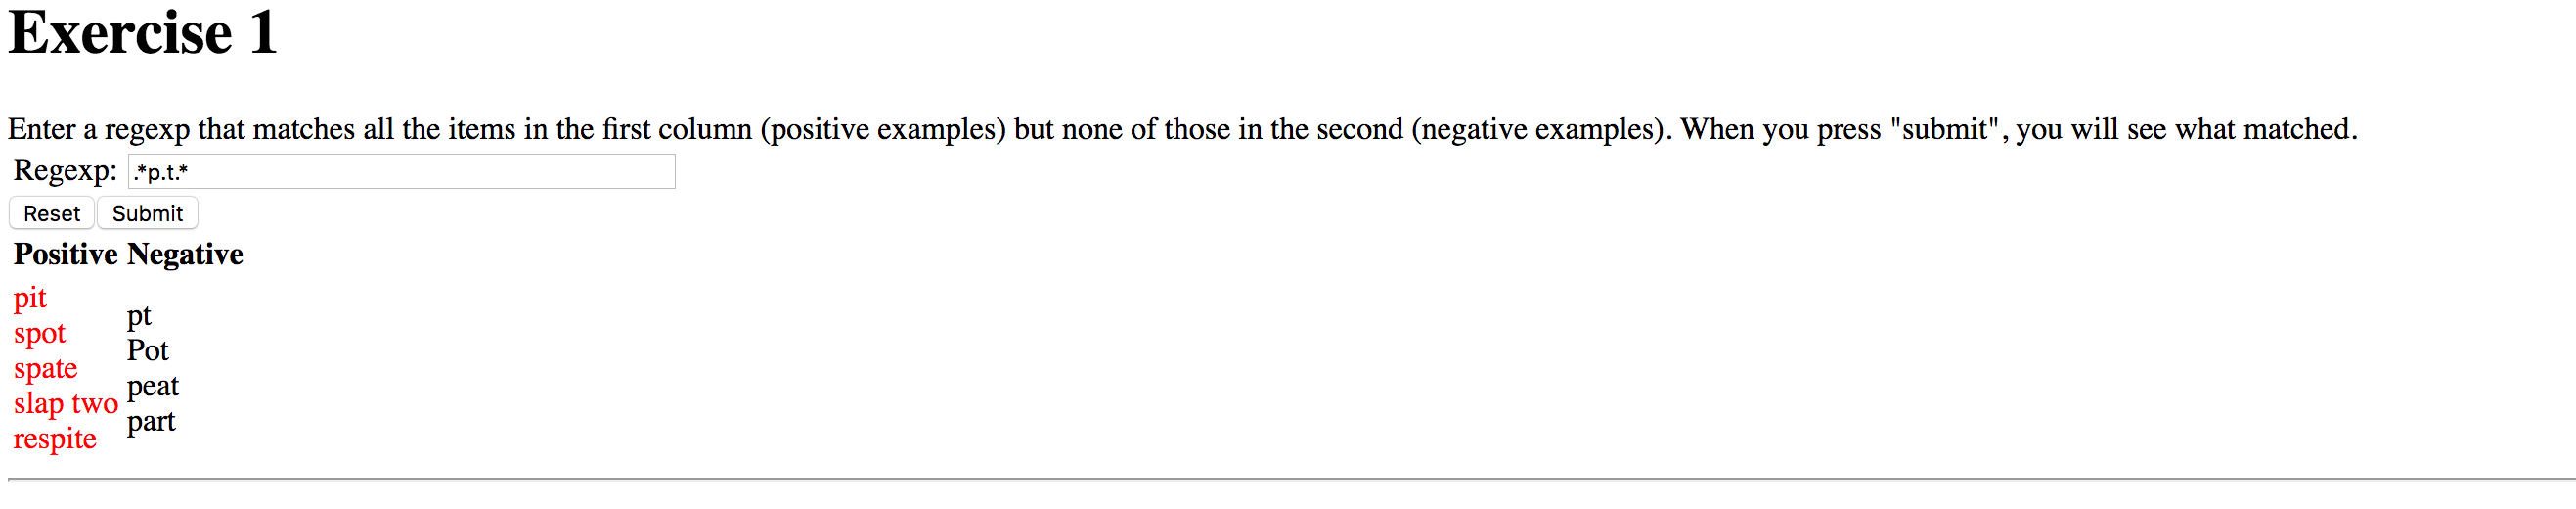 Exercise 1
Enter a regexp that matches all the items in the first column (positive examples) but none of those in the second (negative examples). When you press "submit", you will see what matched.
Regexp: .*p.t.*
Reset Submit
Positive Negative
pit
spot
spate
slap two
respite
pt
Pot
peat
part